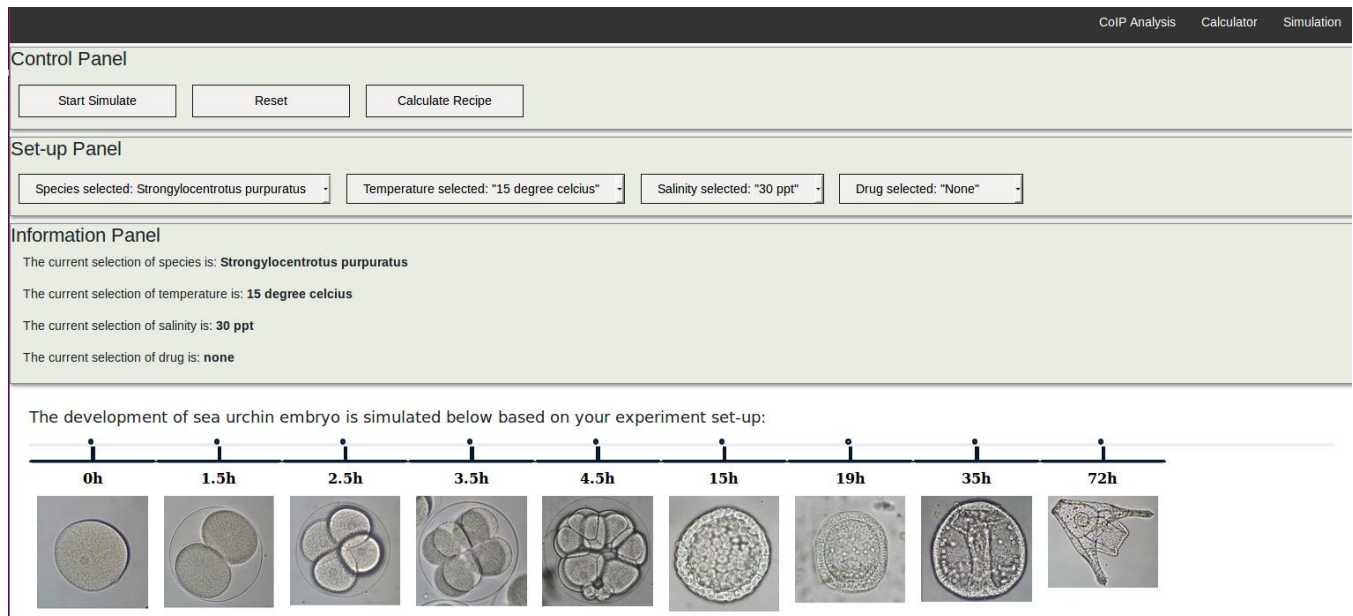 CoIP Analysis Calculator Simulation
Control Panel
Start Simulate Reset Calculate Recipe
Set-up Panel
Species selected: Strongylocentrotus purpuratus Temperature selected: "15 degree celcius" Salinity selected: "30 ppt" Drug selected: "None"
Information Panel
The current selection of species is: Strongylocentrotus purpuratus
The current selection of temperature is: 15 degree celcius
The current selection of salinity is: 30 ppt
The current selection of drug is: none
The development of sea urchin embryo is simulated below based on your experiment set-up:
0h 1.5h 2.5h 3.5h 4.5h 15h 19h 35h 72h